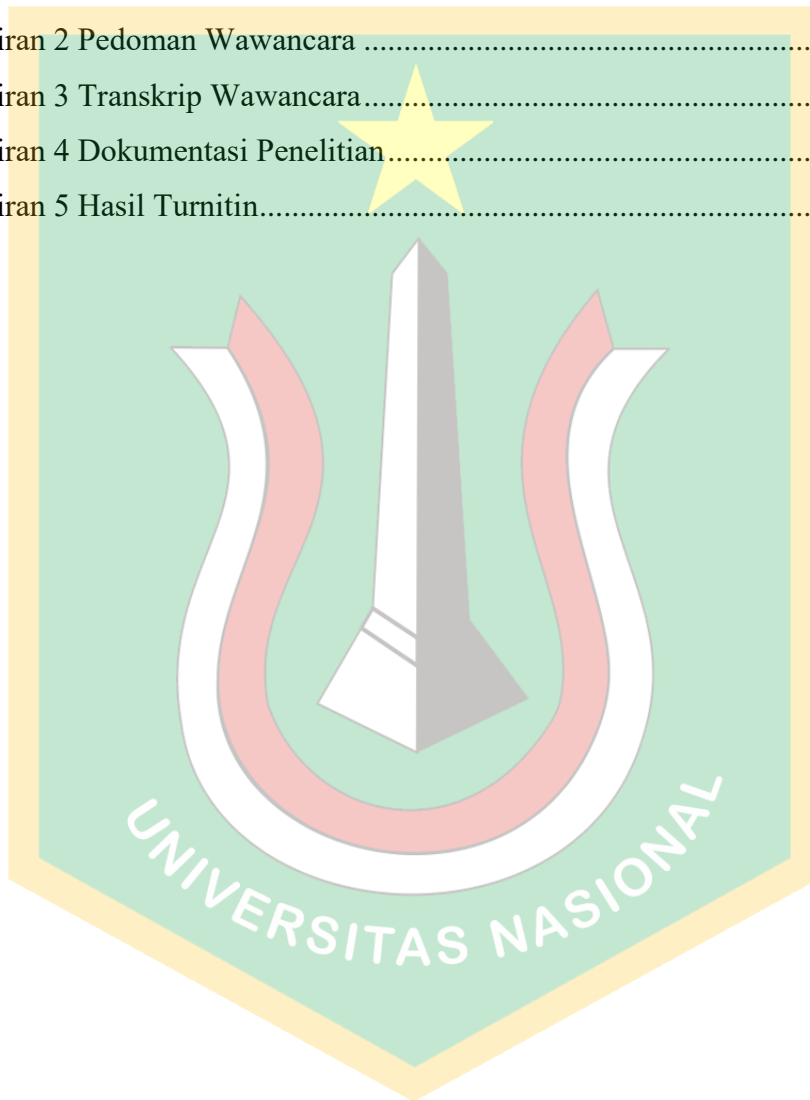 iran 2 Pedoman Wawancara ........................................................
iran 3 Transkrip Wawancara........................................................
iran 4 Dokumentasi Penelitian.....................................................
iran 5 Hasil Turnitin....................................................................
UNIVERSITAS NASIONAL